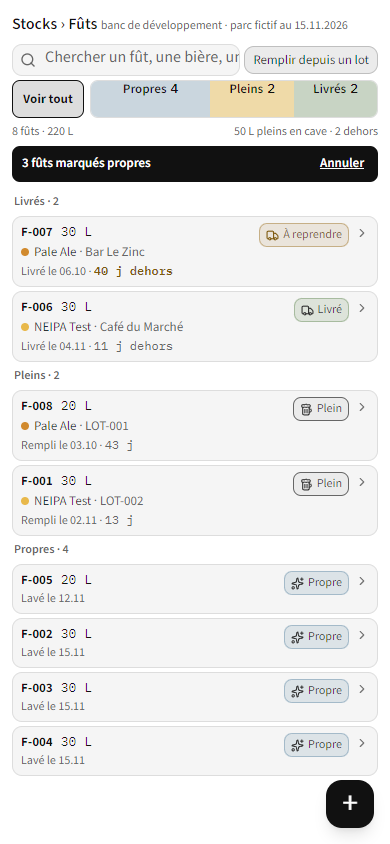 Stocks › Fûts banc de développement · parc fictif au 15.11.2026
Chercher un fût, une bière, un
Remplir depuis un lot
Voir tout
Propres 4
Pleins 2
Livrés 2
8 fûts · 220 L
50 L pleins en cave · 2 dehors
3 fûts marqués propres
Annuler
Livrés · 2
F-007 30 L
À reprendre
Pale Ale · Bar Le Zinc
Livré le 06.10 · 40 j dehors
F-006 30 L
Livré
NEIPA Test · Café du Marché
Livré le 04.11 · 11 j dehors
Pleins · 2
F-008 20 L
Plein
Pale Ale · LOT-001
Rempli le 03.10 · 43 j
F-001 30 L
Plein
NEIPA Test · LOT-002
Rempli le 02.11 · 13 j
Propres · 4
F-005 20 L
Propre
Lavé le 12.11
F-002 30 L
Propre
Lavé le 15.11
F-003 30 L
Propre
Lavé le 15.11
F-004 30 L
Propre
Lavé le 15.11
+